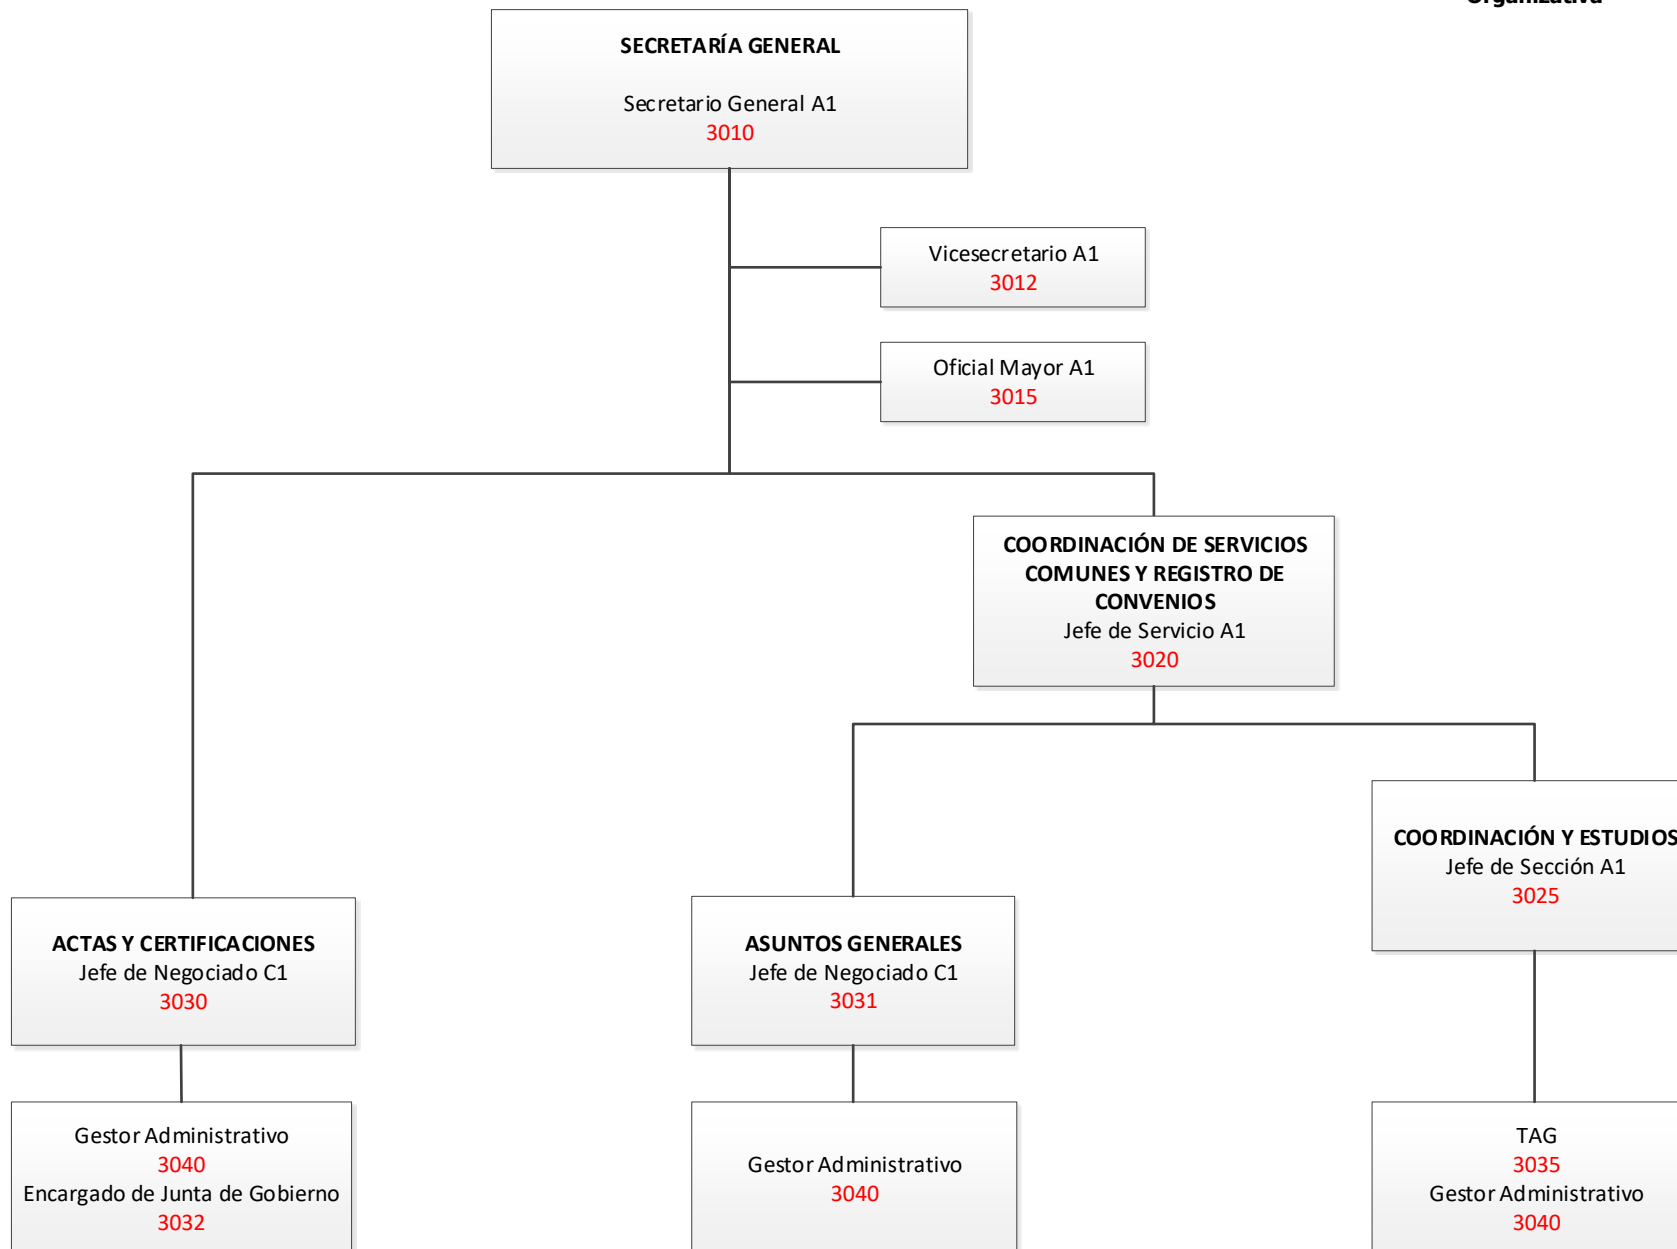 Organizativa
SECRETARÍA GENERAL
Secretario General A1
3010
Vicesecretario A1
3012
Oficial Mayor A1
3015
COORDINACIÓN DE SERVICIOS
COMUNES Y REGISTRO DE
CONVENIOS
Jefe de Servicio A1
3020
COORDINACIÓN Y ESTUDIOS
Jefe de Sección A1
3025
ACTAS Y CERTIFICACIONES
Jefe de Negociado C1
3030
ASUNTOS GENERALES
Jefe de Negociado C1
3031
Gestor Administrativo
3040
Encargado de Junta de Gobierno
3032
Gestor Administrativo
3040
TAG
3035
Gestor Administrativo
3040